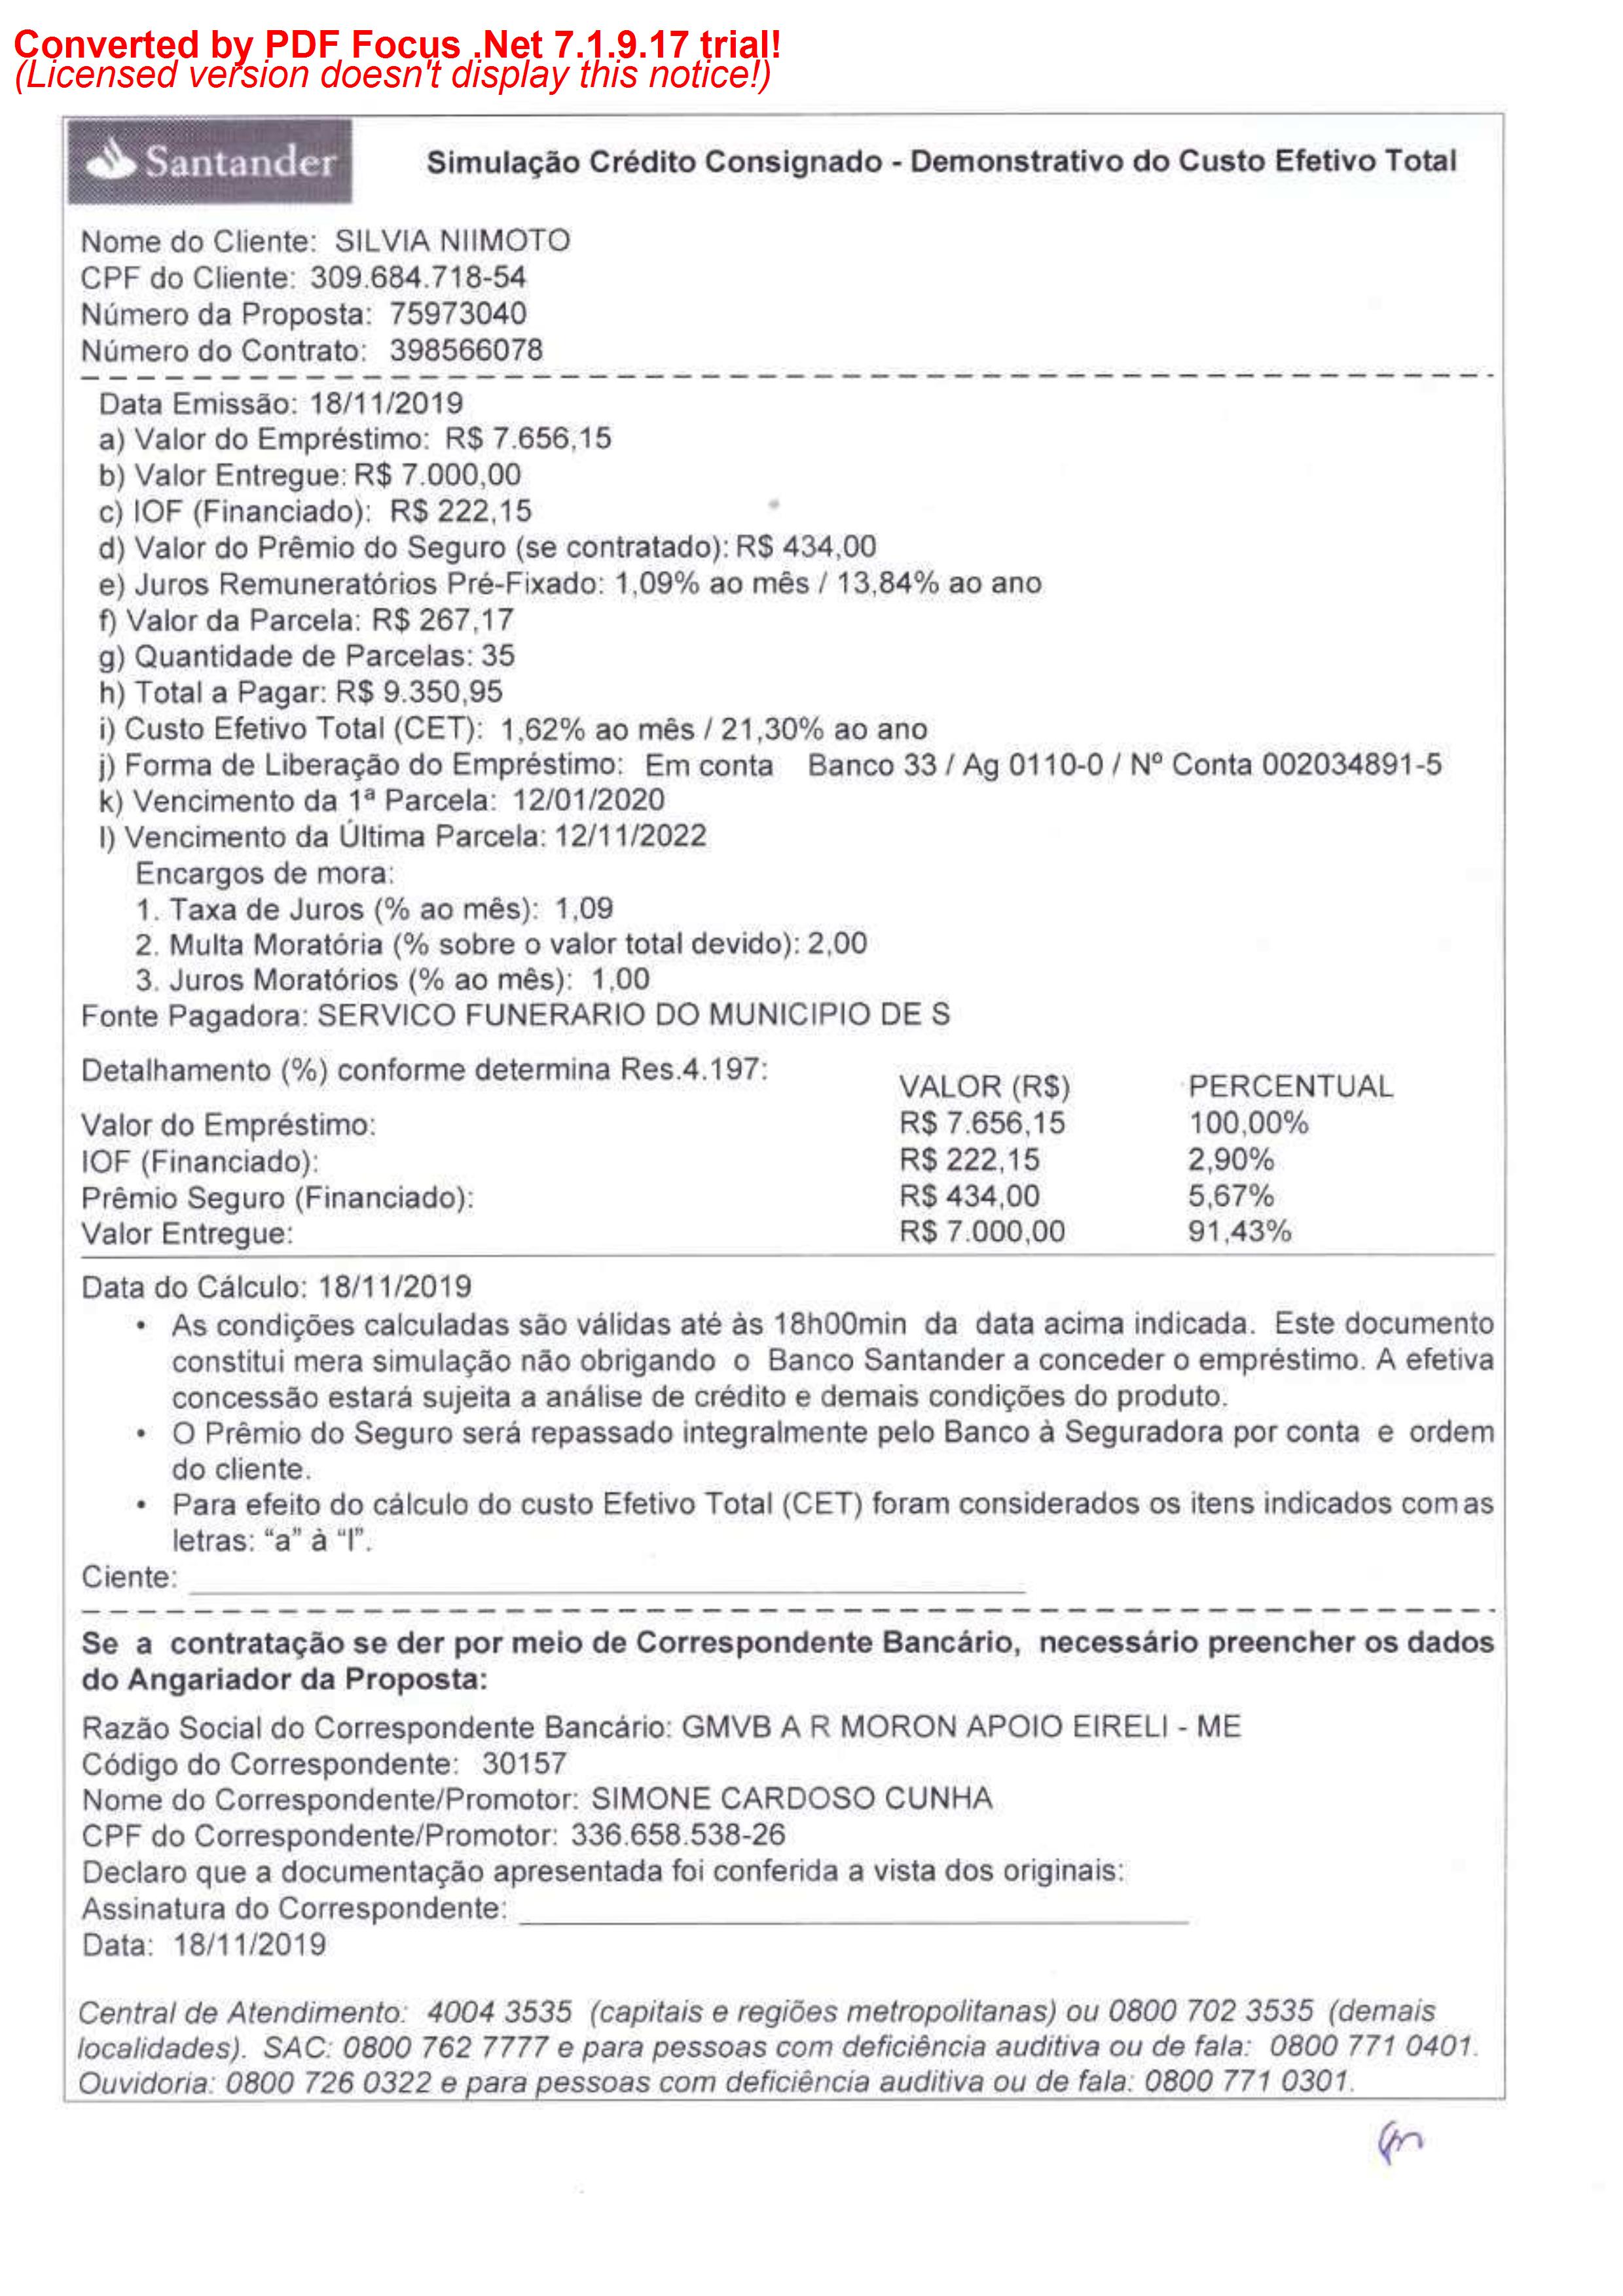 Converted by PDF Focus .Net 7.1.9.17 trial!
(Licensed version doesn't display this notice!)
Santander
Simulação Crédito Consignado - Demonstrativo do Custo Efetivo Total
Nome do Cliente: SILVIA NIIMOTO
CPF do Cliente: 309.684.718-54
Número da Proposta: 75973040
Número do Contrato: 398566078
Data Emissão: 18/11/2019
a) Valor do Empréstimo: R$ 7.656,15
b) Valor Entregue: R$ 7.000,00
c) IOF (Financiado): R$ 222,15
d) Valor do Prêmio do Seguro (se contratado): R$ 434,00
e) Juros Remuneratórios Pré-Fixado: 1,09% ao mês / 13,84% ao ano
f) Valor da Parcela: R$ 267,17
g) Quantidade de Parcelas: 35
h) Total a Pagar: R$ 9.350,95
i) Custo Efetivo Total (CET): 1,62% ao mês / 21,30% ao ano
j) Forma de Liberação do Empréstimo: Em conta Banco 33 / Ag 0110-0 / Nº Conta 002034891-5
k) Vencimento da 1ª Parcela: 12/01/2020
l) Vencimento da Última Parcela: 12/11/2022
Encargos de mora:
1. Taxa de Juros (% ao mês): 1,09
2. Multa Moratória (% sobre o valor total devido): 2,00
3. Juros Moratórios (% ao mês): 1,00
Fonte Pagadora: SERVICO FUNERARIO DO MUNICIPIO DE S
Detalhamento (%) conforme determina Res.4.197:
VALOR (R$) PERCENTUAL
Valor do Empréstimo: R$ 7.656,15 100,00%
IOF (Financiado): R$ 222,15 2,90%
Prêmio Seguro (Financiado): R$ 434,00 5,67%
Valor Entregue: R$ 7.000,00 91,43%
Data do Cálculo: 18/11/2019
• As condições calculadas são válidas até às 18h00min da data acima indicada. Este documento
constitui mera simulação não obrigando o Banco Santander a conceder o empréstimo. A efetiva
concessão estará sujeita a análise de crédito e demais condições do produto.
• O Prêmio do Seguro será repassado integralmente pelo Banco à Seguradora por conta e ordem
do cliente.
• Para efeito do cálculo do custo Efetivo Total (CET) foram considerados os itens indicados com as
letras: “a” à “l”.
Ciente:
Se a contratação se der por meio de Correspondente Bancário, necessário preencher os dados
do Angariador da Proposta:
Razão Social do Correspondente Bancário: GMVB A R MORON APOIO EIRELI - ME
Código do Correspondente: 30157
Nome do Correspondente/Promotor: SIMONE CARDOSO CUNHA
CPF do Correspondente/Promotor: 336.658.538-26
Declaro que a documentação apresentada foi conferida a vista dos originais:
Assinatura do Correspondente:
Data: 18/11/2019
Central de Atendimento: 4004 3535 (capitais e regiões metropolitanas) ou 0800 702 3535 (demais
localidades). SAC: 0800 762 7777 e para pessoas com deficiência auditiva ou de fala: 0800 771 0401.
Ouvidoria: 0800 726 0322 e para pessoas com deficiência auditiva ou de fala: 0800 771 0301.